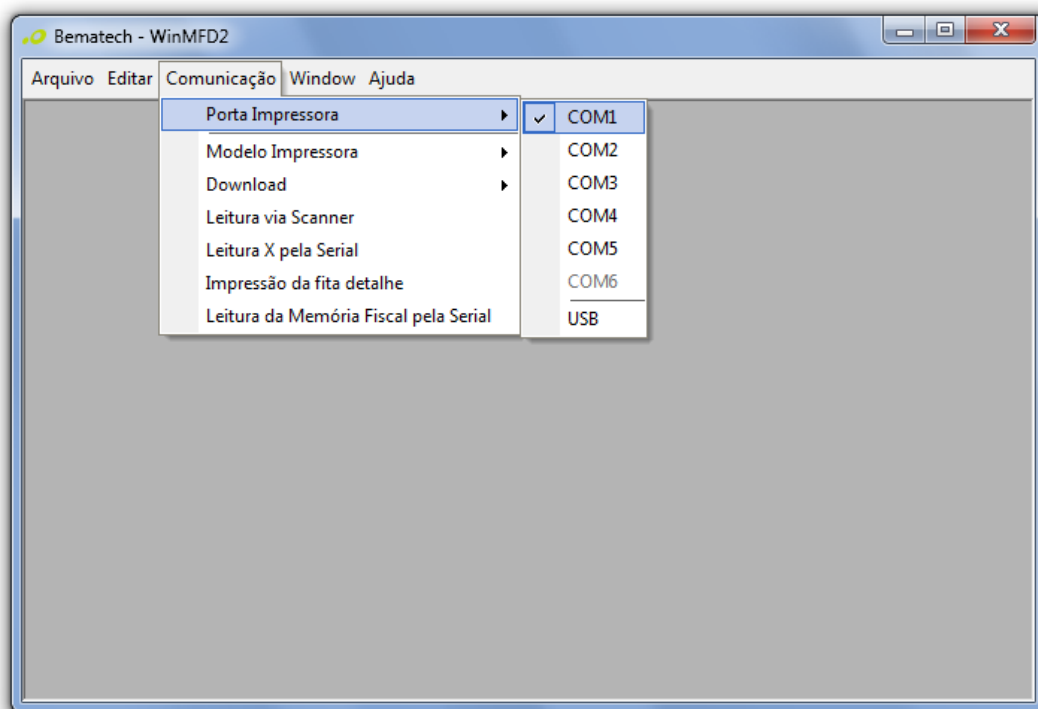 Bematech - WinMFD2
Arquivo Editar Comunicação Window Ajuda
Porta Impressora
Modelo Impressora
Download
Leitura via Scanner
Leitura X pela Serial
Impressão da fita detalhe
Leitura da Memória Fiscal pela Serial
COM1
COM2
COM3
COM4
COM5
COM6
USB